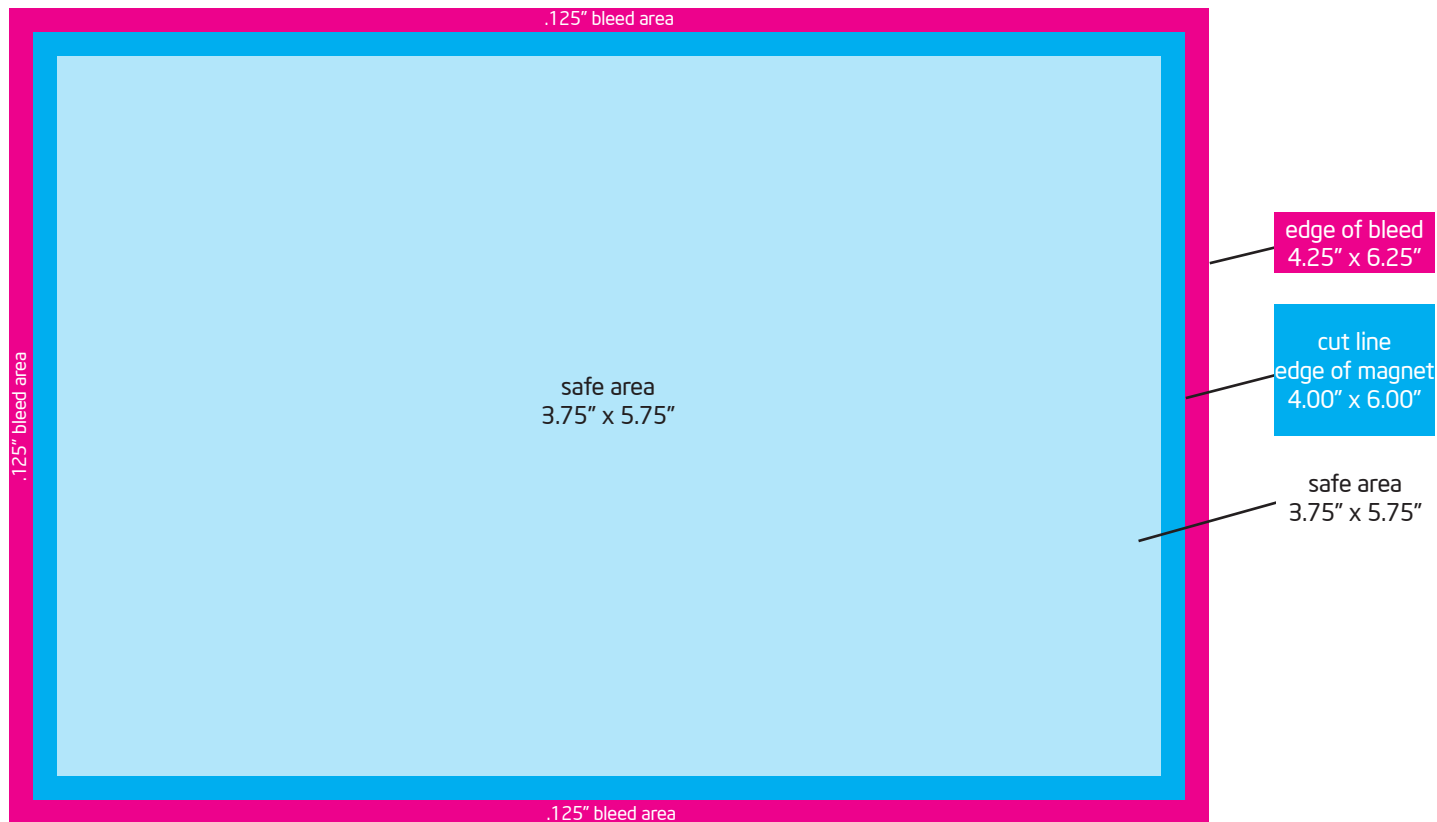 .125” bleed area
.125” bleed area
safe area
3.75” x 5.75”
edge of bleed
4.25” x 6.25”
cut line
edge of magnet
4.00” x 6.00”
safe area
3.75” x 5.75”
.125” bleed area